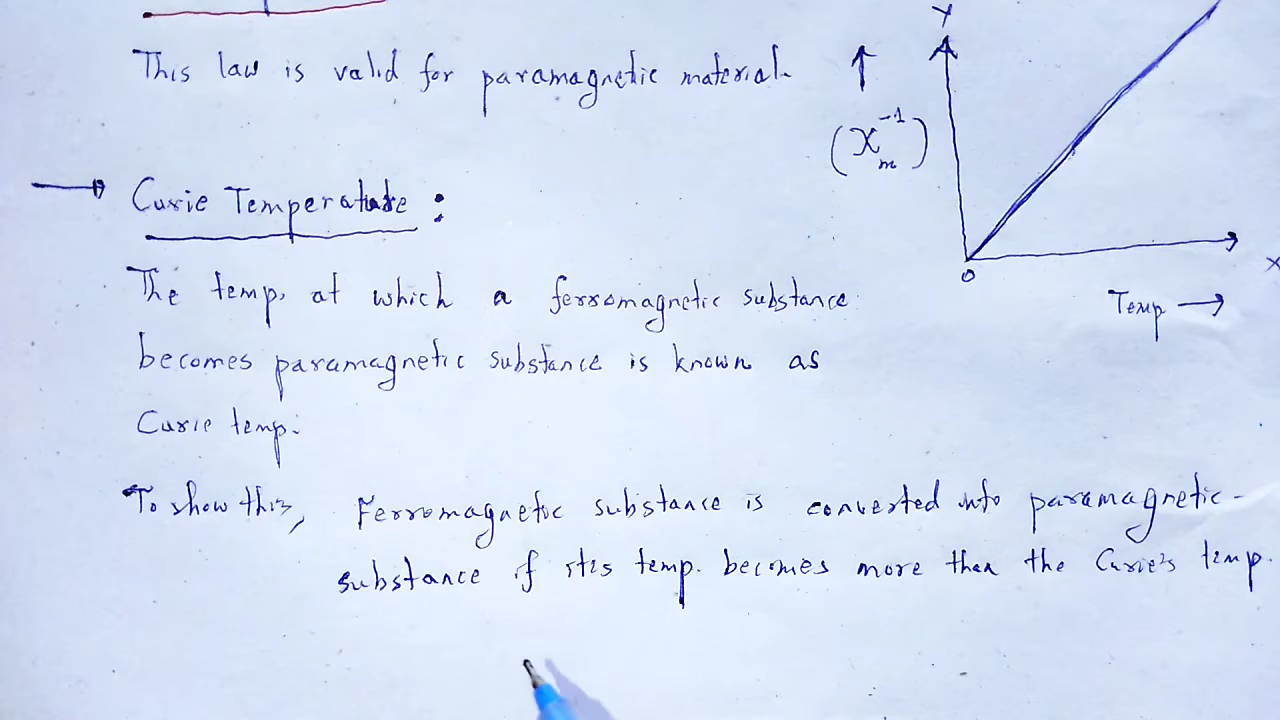 This law is valid for paramagnetic material.
Y
(χm⁻¹)
O
X
Temp →
→ Curie Temperature :
The temp. at which a ferromagnetic substance
becomes paramagnetic substance is known as
Curie temp.
To show this, Ferromagnetic substance is converted into paramagnetic-
substance if its temp. becomes more than the Curie's temp.